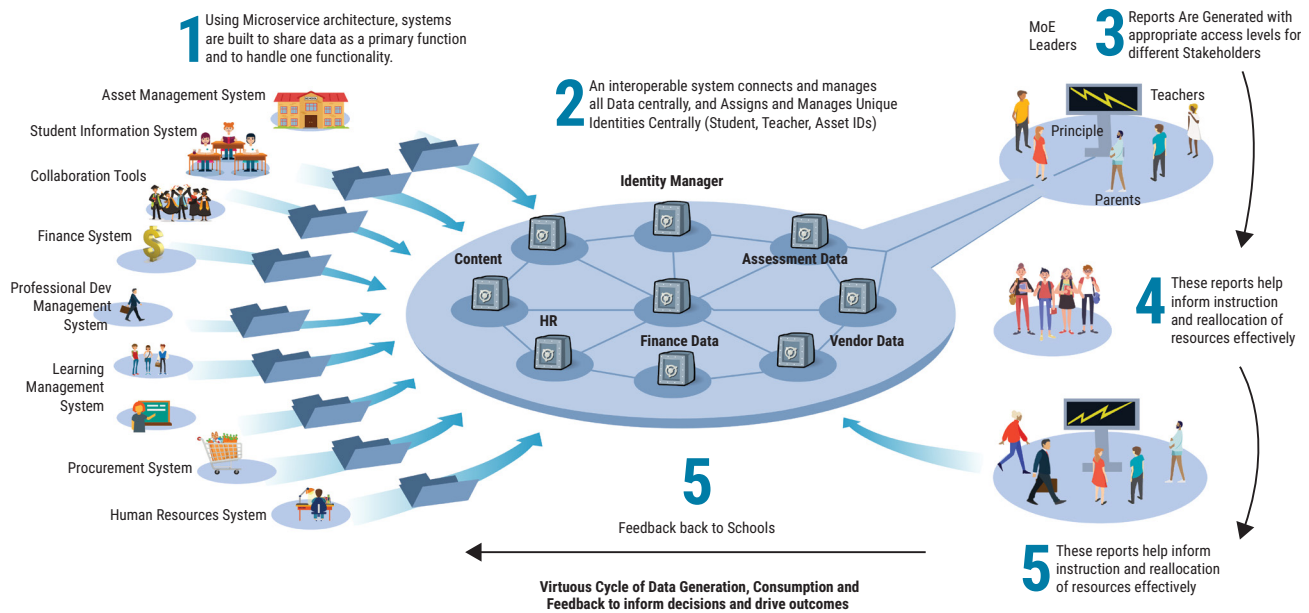 1
Using Microservice architecture, systems
are built to share data as a primary function
and to handle one functionality.
Asset Management System
Student Information System
Collaboration Tools
Finance System
Professional Dev
Management
System
Learning
Management
System
Procurement System
Human Resources System
2
An interoperable system connects and manages
all Data centrally, and Assigns and Manages Unique
Identities Centrally (Student, Teacher, Asset IDs)
Identity Manager
Content
Assessment Data
HR
Finance Data
Vendor Data
MoE
Leaders
3
Reports Are Generated with
appropriate access levels for
different Stakeholders
Teachers
Principle
Parents
4
These reports help
inform instruction
and reallocation of
resources effectively
5
These reports help inform
instruction and reallocation
of resources effectively
5
Feedback back to Schools
Virtuous Cycle of Data Generation, Consumption and
Feedback to inform decisions and drive outcomes